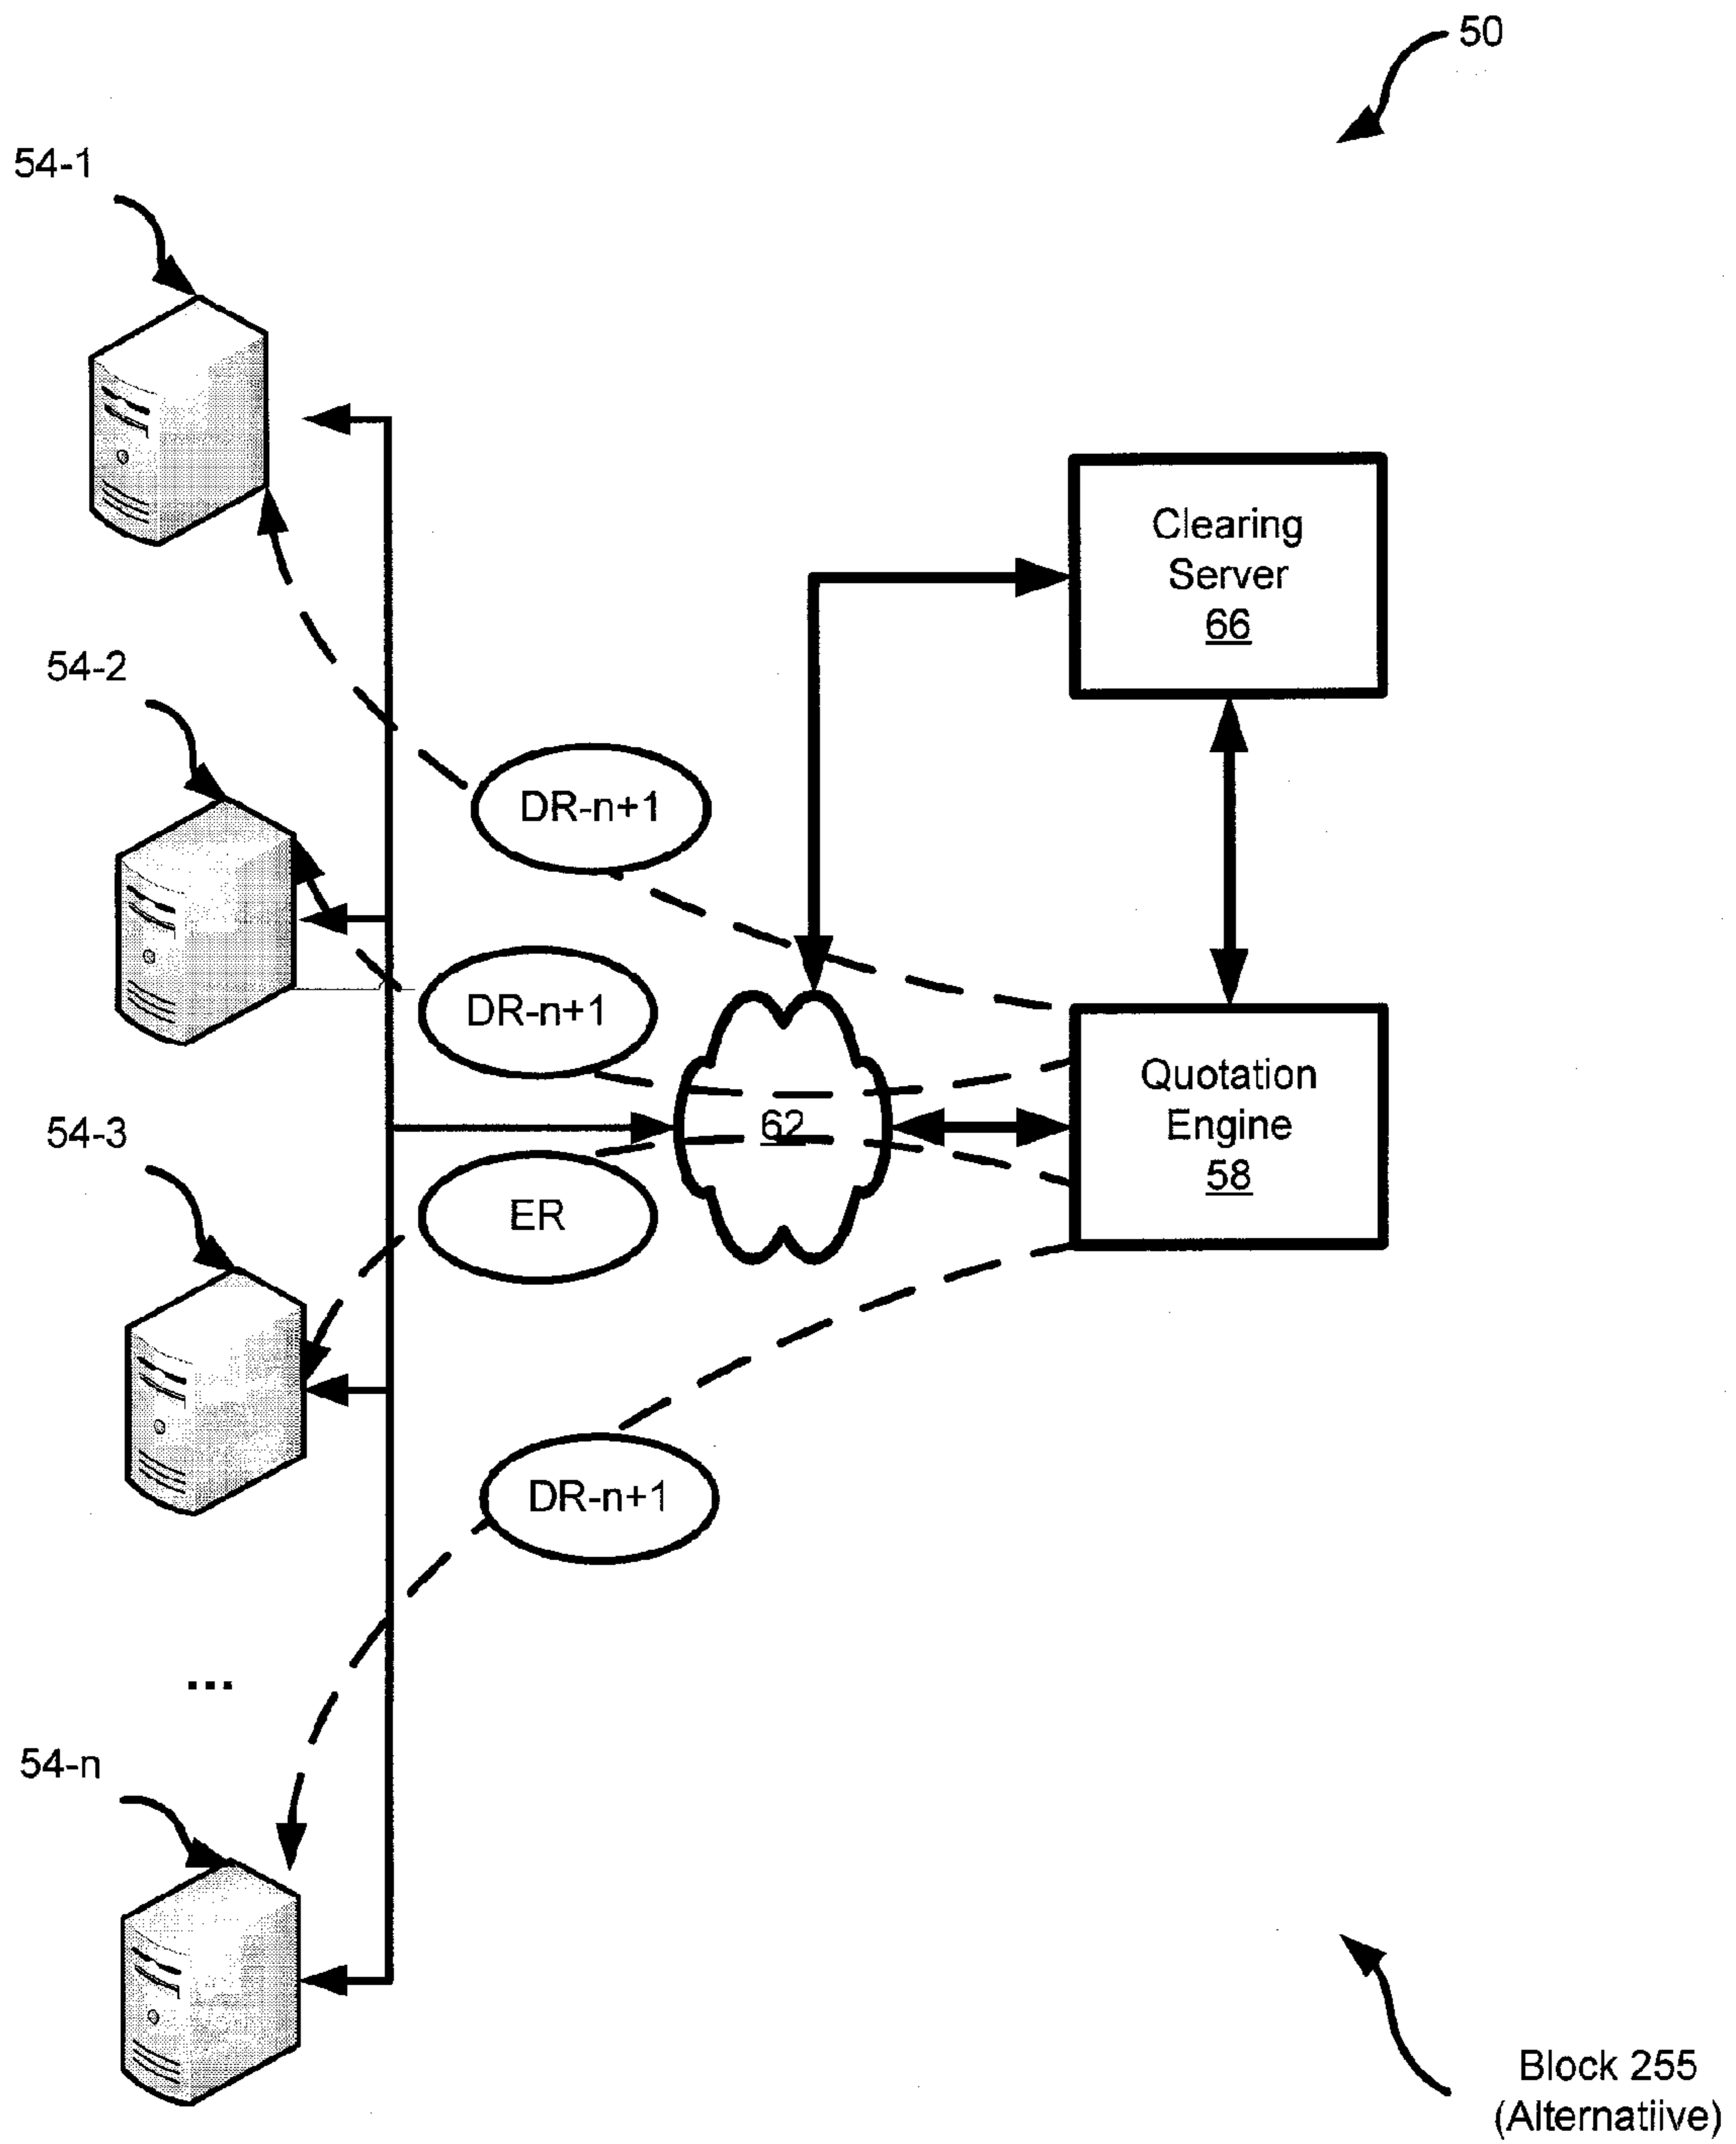 50
54-1
Clearing
Server
66
54-2
DR-n+1
DR-n+1
62
Quotation
Engine
58
54-3
ER
DR-n+1
...
54-n
Block 255
(Alternatiive)